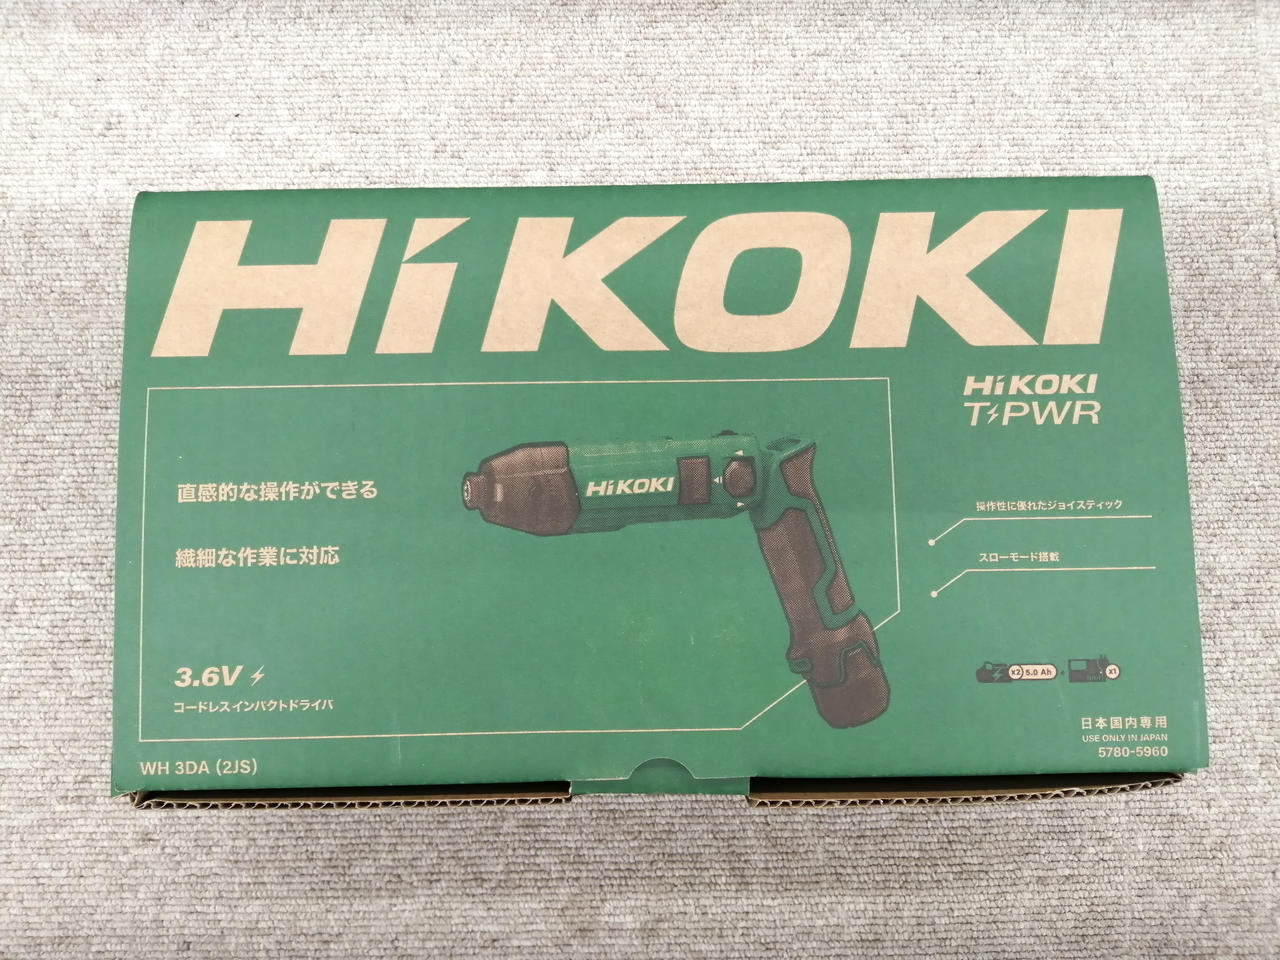 HiKOKI
HiKOKI
T PWR
直感的な操作ができる
HiKOKI
操作性に優れたジョイスティック
繊細な作業に対応
スローモード搭載
3.6V
x2 5.0 Ah + x1
コードレスインパクトドライバ
日本国内専用
USE ONLY IN JAPAN
5780-5960
WH 3DA (2JS)